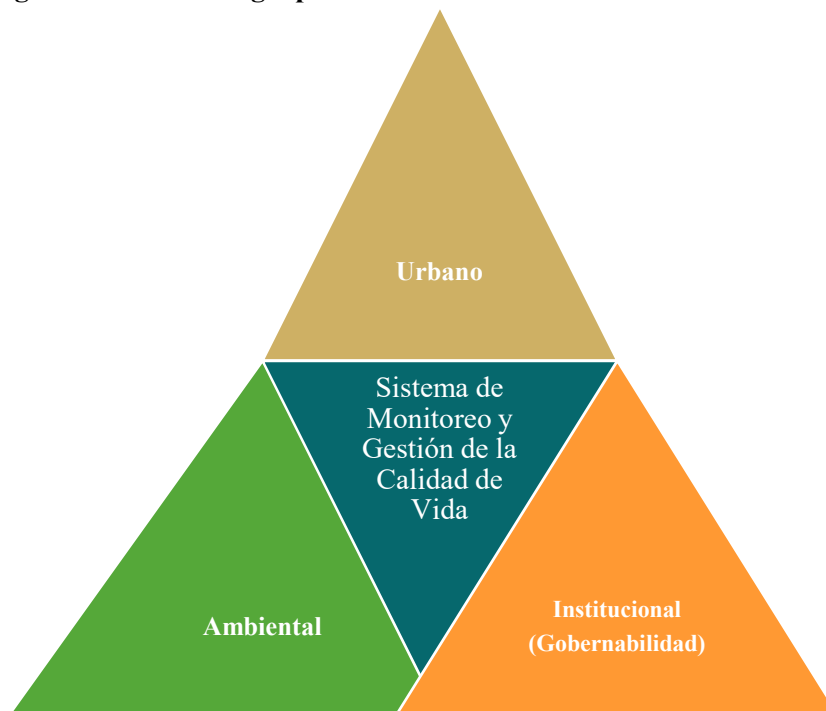 Urbano
Sistema de
Monitoreo y
Gestión de la
Calidad de
Vida
Ambiental
Institucional
(Gobernabilidad)